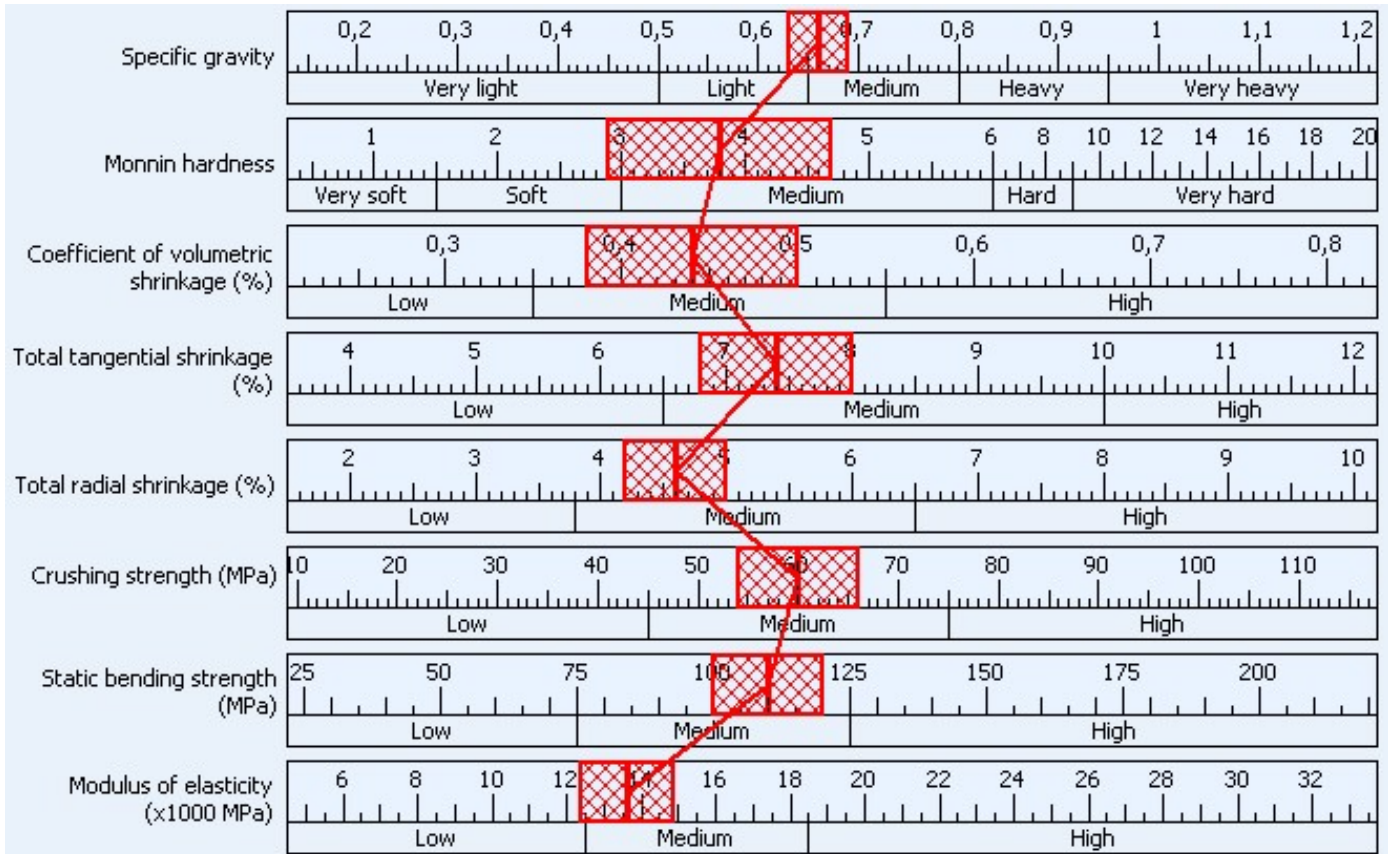 0,2 0,3 0,4 0,5 0,6 0,7 0,8 0,9 1 1,1 1,2
Specific gravity
Very light Light Medium Heavy Very heavy
1 2 3 4 5 6 8 10 12 14 16 18 20
Monnin hardness
Very soft Soft Medium Hard Very hard
0,3 0,4 0,5 0,6 0,7 0,8
Coefficient of volumetric
shrinkage (%)
Low Medium High
4 5 6 7 8 9 10 11 12
Total tangential shrinkage
(%)
Low Medium High
2 3 4 5 6 7 8 9 10
Total radial shrinkage (%)
Low Medium High
10 20 30 40 50 60 70 80 90 100 110
Crushing strength (MPa)
Low Medium High
25 50 75 100 125 150 175 200
Static bending strength
(MPa)
Low Medium High
6 8 10 12 14 16 18 20 22 24 26 28 30 32
Modulus of elasticity
(x1000 MPa)
Low Medium High